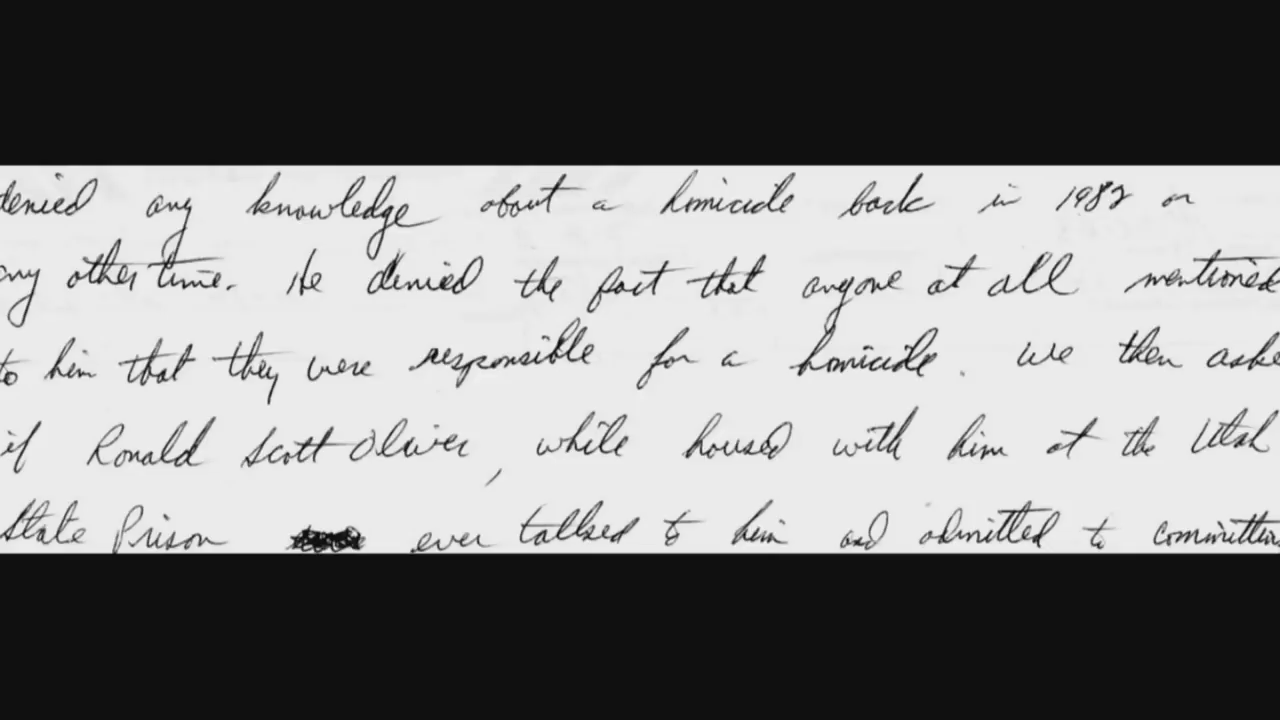 denied any knowledge about a homicide back in 1982 or
any other time. He denied the fact that anyone at all mentioned
to him that they were responsible for a homicide. We then aske
if Ronald Scott Oliver, while housed with him at the Utah
State Prison ever talked to him and admitted to committin